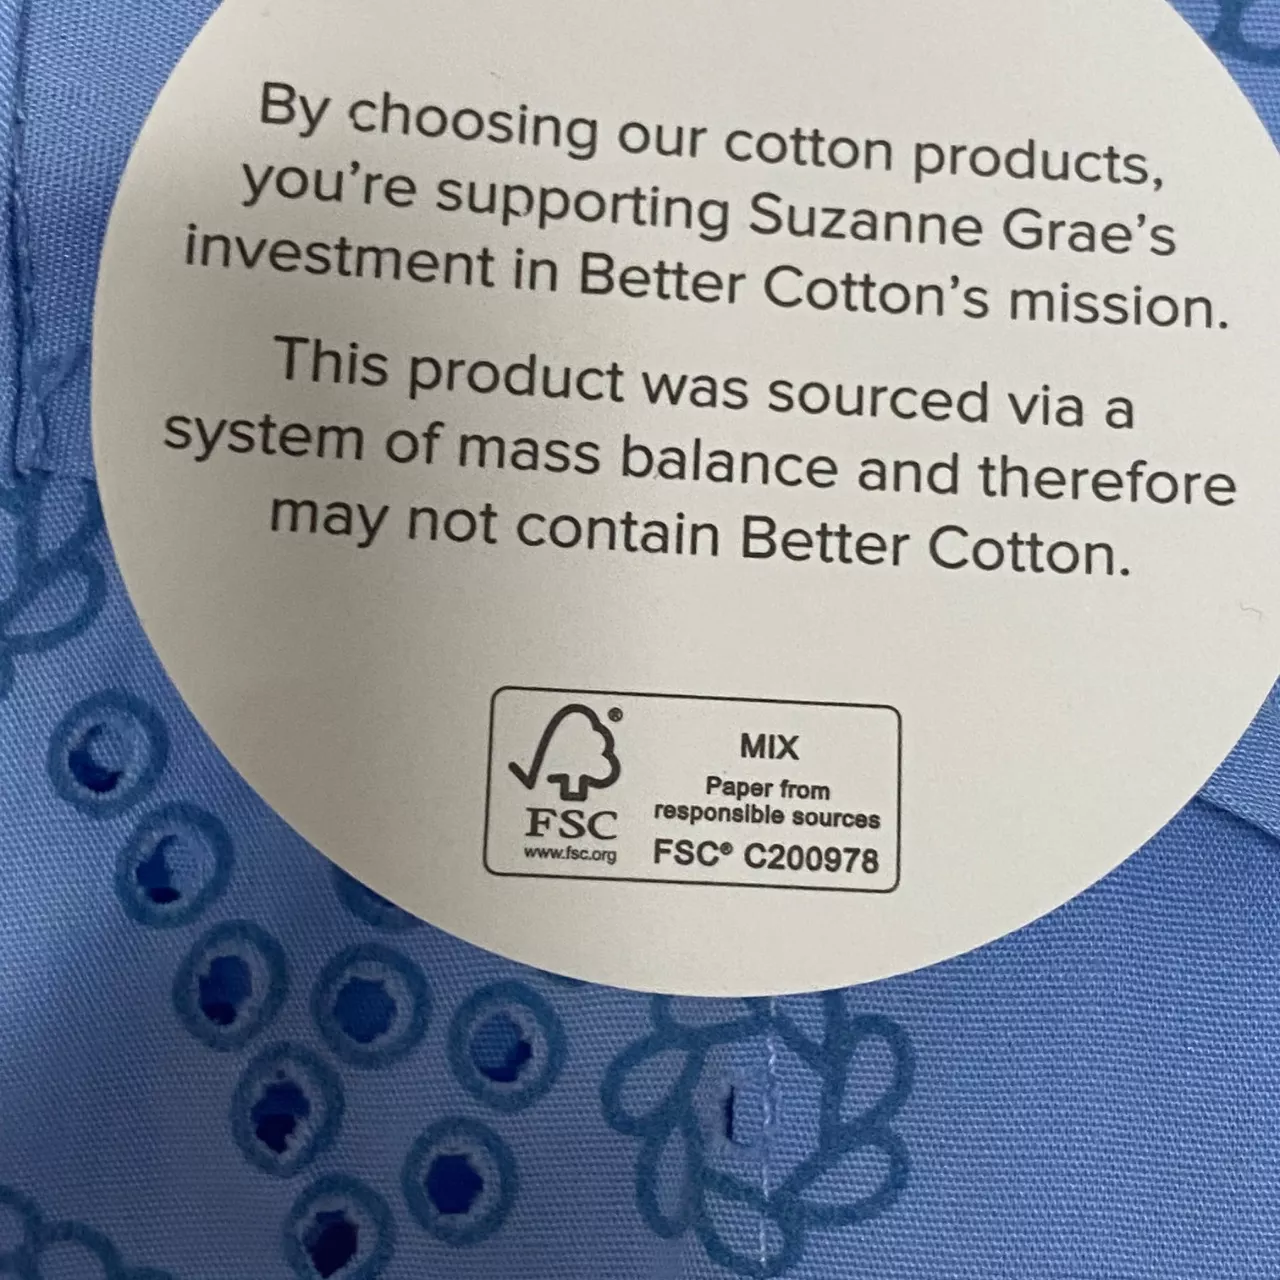 By choosing our cotton products,
you're supporting Suzanne Grae's
investment in Better Cotton's mission.
This product was sourced via a
system of mass balance and therefore
may not contain Better Cotton.
®
FSC
www.fsc.org
MIX
Paper from
responsible sources
FSC® C200978